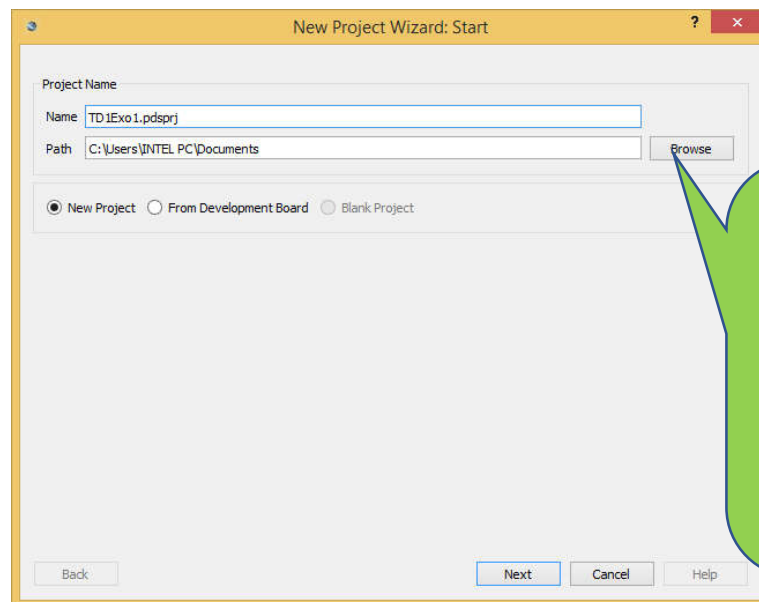 New Project Wizard: Start
?
×
Project Name
Name TD1Exo1.pdsprj
Path C:\Users\INTEL PC\Documents Browse
New Project From Development Board Blank Project
Back Next Cancel Help